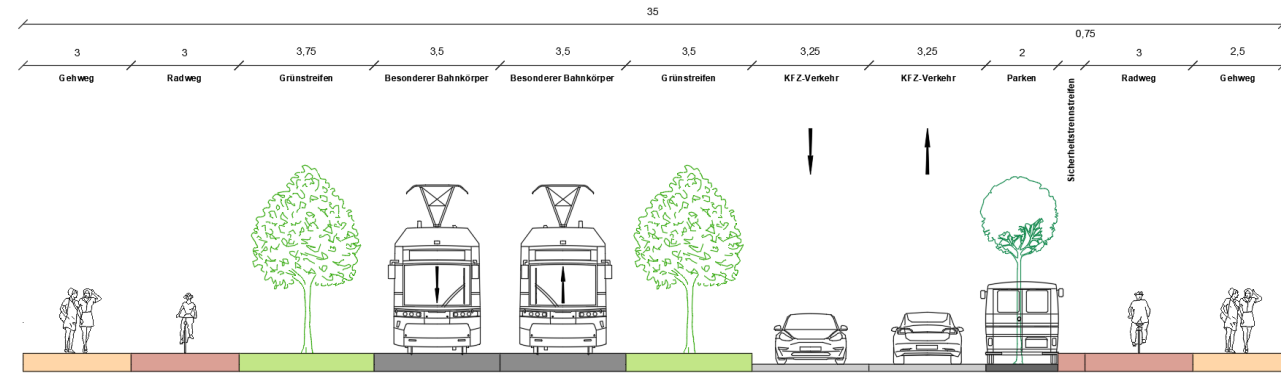 35
0,75
3 3 3,75 3,5 3,5 3,5 3,25 3,25 2 3 2,5
Gehweg Radweg Grünstreifen Besonderer Bahnkörper Besonderer Bahnkörper Grünstreifen KFZ-Verkehr KFZ-Verkehr Parken Radweg Gehweg
Sicherheitstrennstreifen